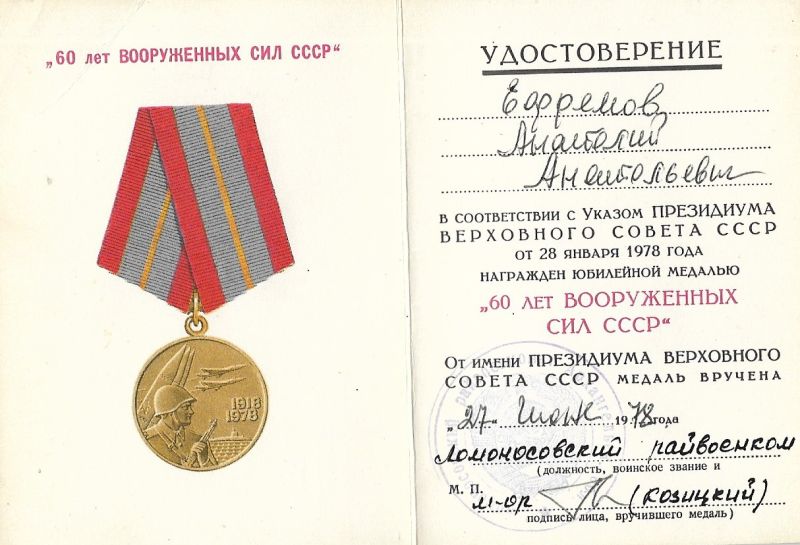 „60 лет ВООРУЖЕННЫХ СИЛ СССР“
1918
1978
УДОСТОВЕРЕНИЕ
Ефремов
Анатолий
Анатольевич
в соответствии с Указом ПРЕЗИДИУМА
ВЕРХОВНОГО СОВЕТА СССР
от 28 января 1978 года
НАГРАЖДЕН ЮБИЛЕЙНОЙ МЕДАЛЬЮ
„60 лет ВООРУЖЕННЫХ
СИЛ СССР“
От имени ПРЕЗИДИУМА ВЕРХОВНОГО
СОВЕТА СССР МЕДАЛЬ ВРУЧЕНА
„27“ июня 1978 года
Ломоносовский райвоенком
(должность, воинское звание и
М. П. м-ор (Козицкий)
подпись лица, вручившего медаль)